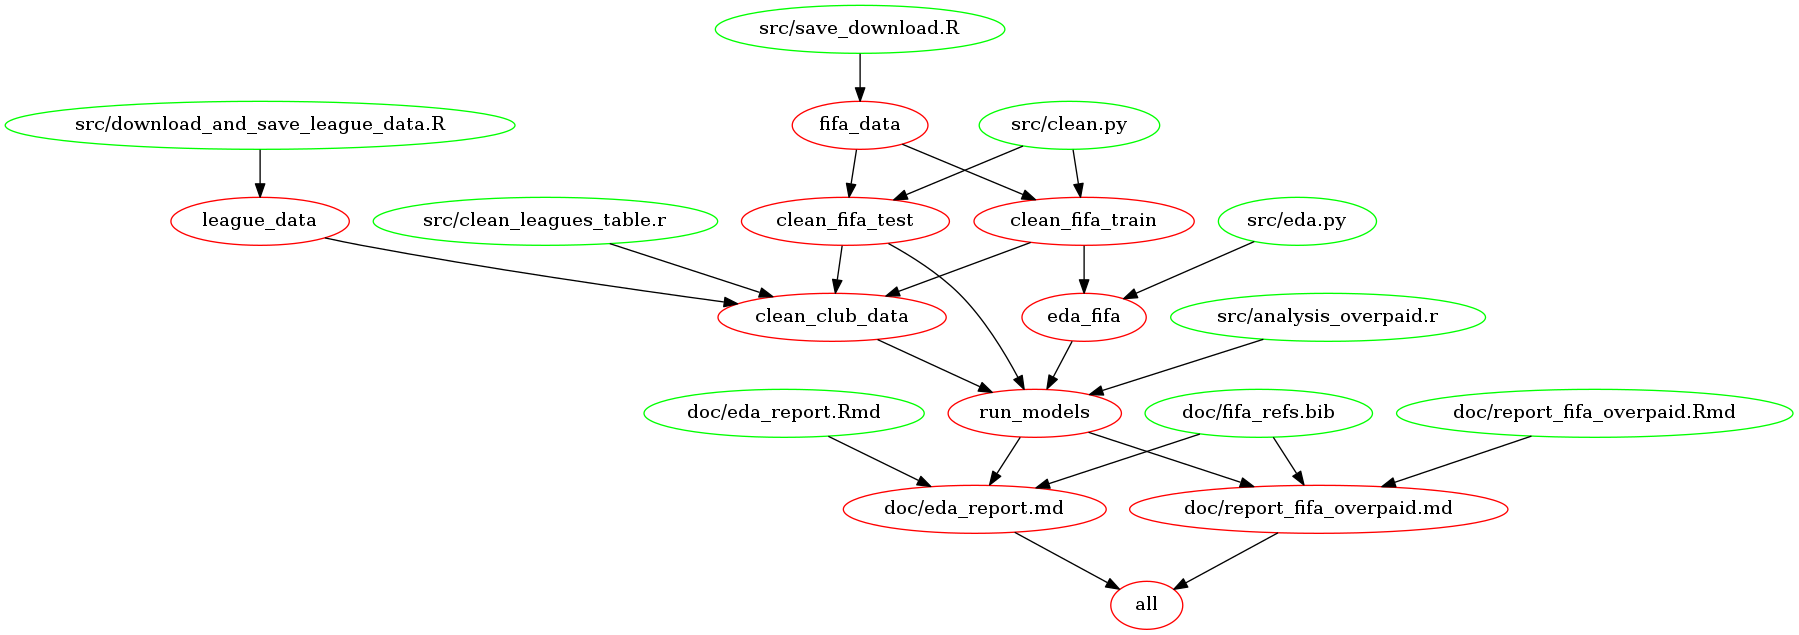 src/save_download.R
src/download_and_save_league_data.R
fifa_data
src/clean.py
league_data
src/clean_leagues_table.r
clean_fifa_test
clean_fifa_train
src/eda.py
clean_club_data
eda_fifa
src/analysis_overpaid.r
doc/eda_report.Rmd
run_models
doc/fifa_refs.bib
doc/report_fifa_overpaid.Rmd
doc/eda_report.md
doc/report_fifa_overpaid.md
all